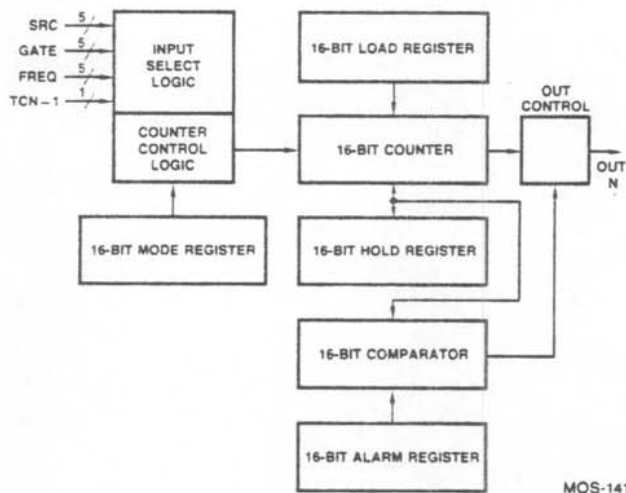 SRC
5
GATE
5
FREQ
5
TCN–1
1
INPUT
SELECT
LOGIC
COUNTER
CONTROL
LOGIC
16-BIT MODE REGISTER
16-BIT LOAD REGISTER
16-BIT COUNTER
16-BIT HOLD REGISTER
16-BIT COMPARATOR
16-BIT ALARM REGISTER
OUT
CONTROL
OUT
N
MOS-141